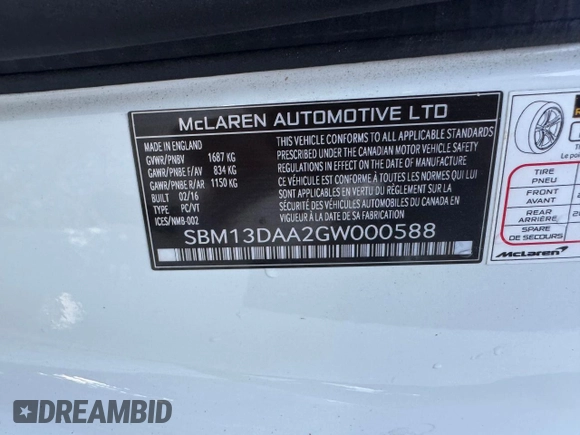 McLAREN AUTOMOTIVE LTD
MADE IN ENGLAND
GVWR/PNBV 1687 KG
GAWR/PNBE F/AV 834 KG
GAWR/PNBE R/AR 1150 KG
BUILT 02/16
TYPE PC/VT
ICES/NMB-002
THIS VEHICLE CONFORMS TO ALL APPLICABLE STANDARDS
PRESCRIBED UNDER THE CANADIAN MOTOR VEHICLE SAFETY
REGULATIONS IN EFFECT ON THE DATE OF MANUFACTURE
CE VÉHICULE EST CONFORME À TOUTES LES NORMES QUI LUI
SONT APPLICABLES EN VERTU DU RÈGLEMENT SUR LA
SÉCURITÉ DES VÉHICULES AUTOMOBILES DU CANADA EN
VIGUEUR À LA DATE DE SA FABRICATION
SBM13DAA2GW000588
TIRE
PNEU
FRONT
AVANT
REAR
ARRIÈRE
SPARE
DE SECOURS
McLaren
DREAMBID